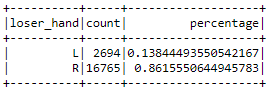 +----------+-----+-------------------+
|loser_hand|count|         percentage|
+----------+-----+-------------------+
|         L| 2694|0.13844493550542167|
|         R|16765| 0.8615550644945783|
+----------+-----+-------------------+